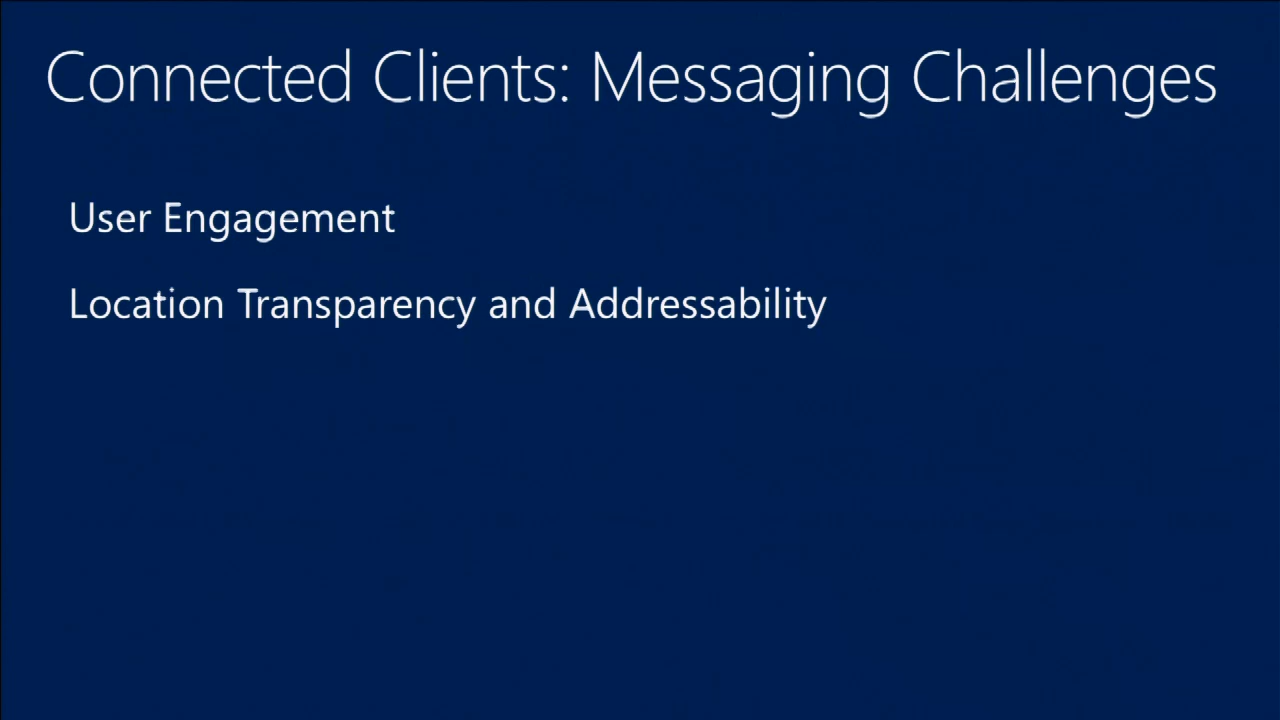 Connected Clients: Messaging Challenges
User Engagement
Location Transparency and Addressability